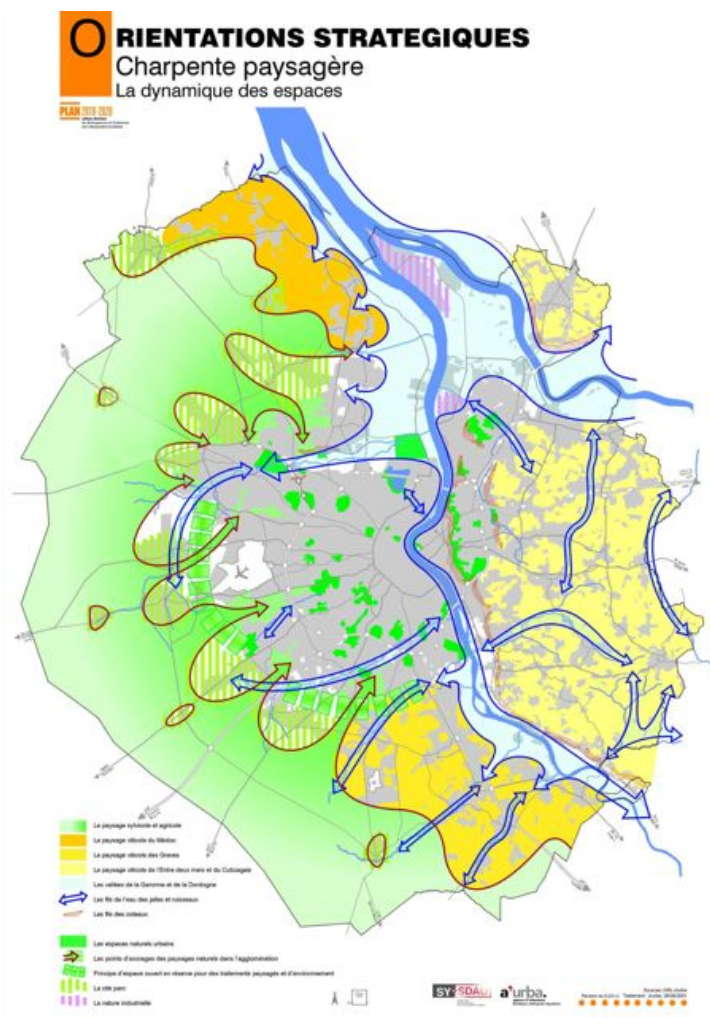 ORIENTATIONS STRATEGIQUES
Charpente paysagère
La dynamique des espaces
PLAN
Le paysage sylvicole et agricole
Le paysage viticole du Médoc
Le paysage viticole des Graves
Le paysage viticole de l'Entre deux mers et du Cubzagais
Les vallées de la Garonne et de la Dordogne
Les fils de l'eau des jalles et ruisseaux
Les fils des coteaux
Les espaces naturels urbains
Les points d'ancrages des paysages naturels dans l'agglomération
Principe d'espace ouvert en réserve pour des traitements paysagés et d'environnement
La cité parc
La nature industrielle
SY
SDAU
a'urba.